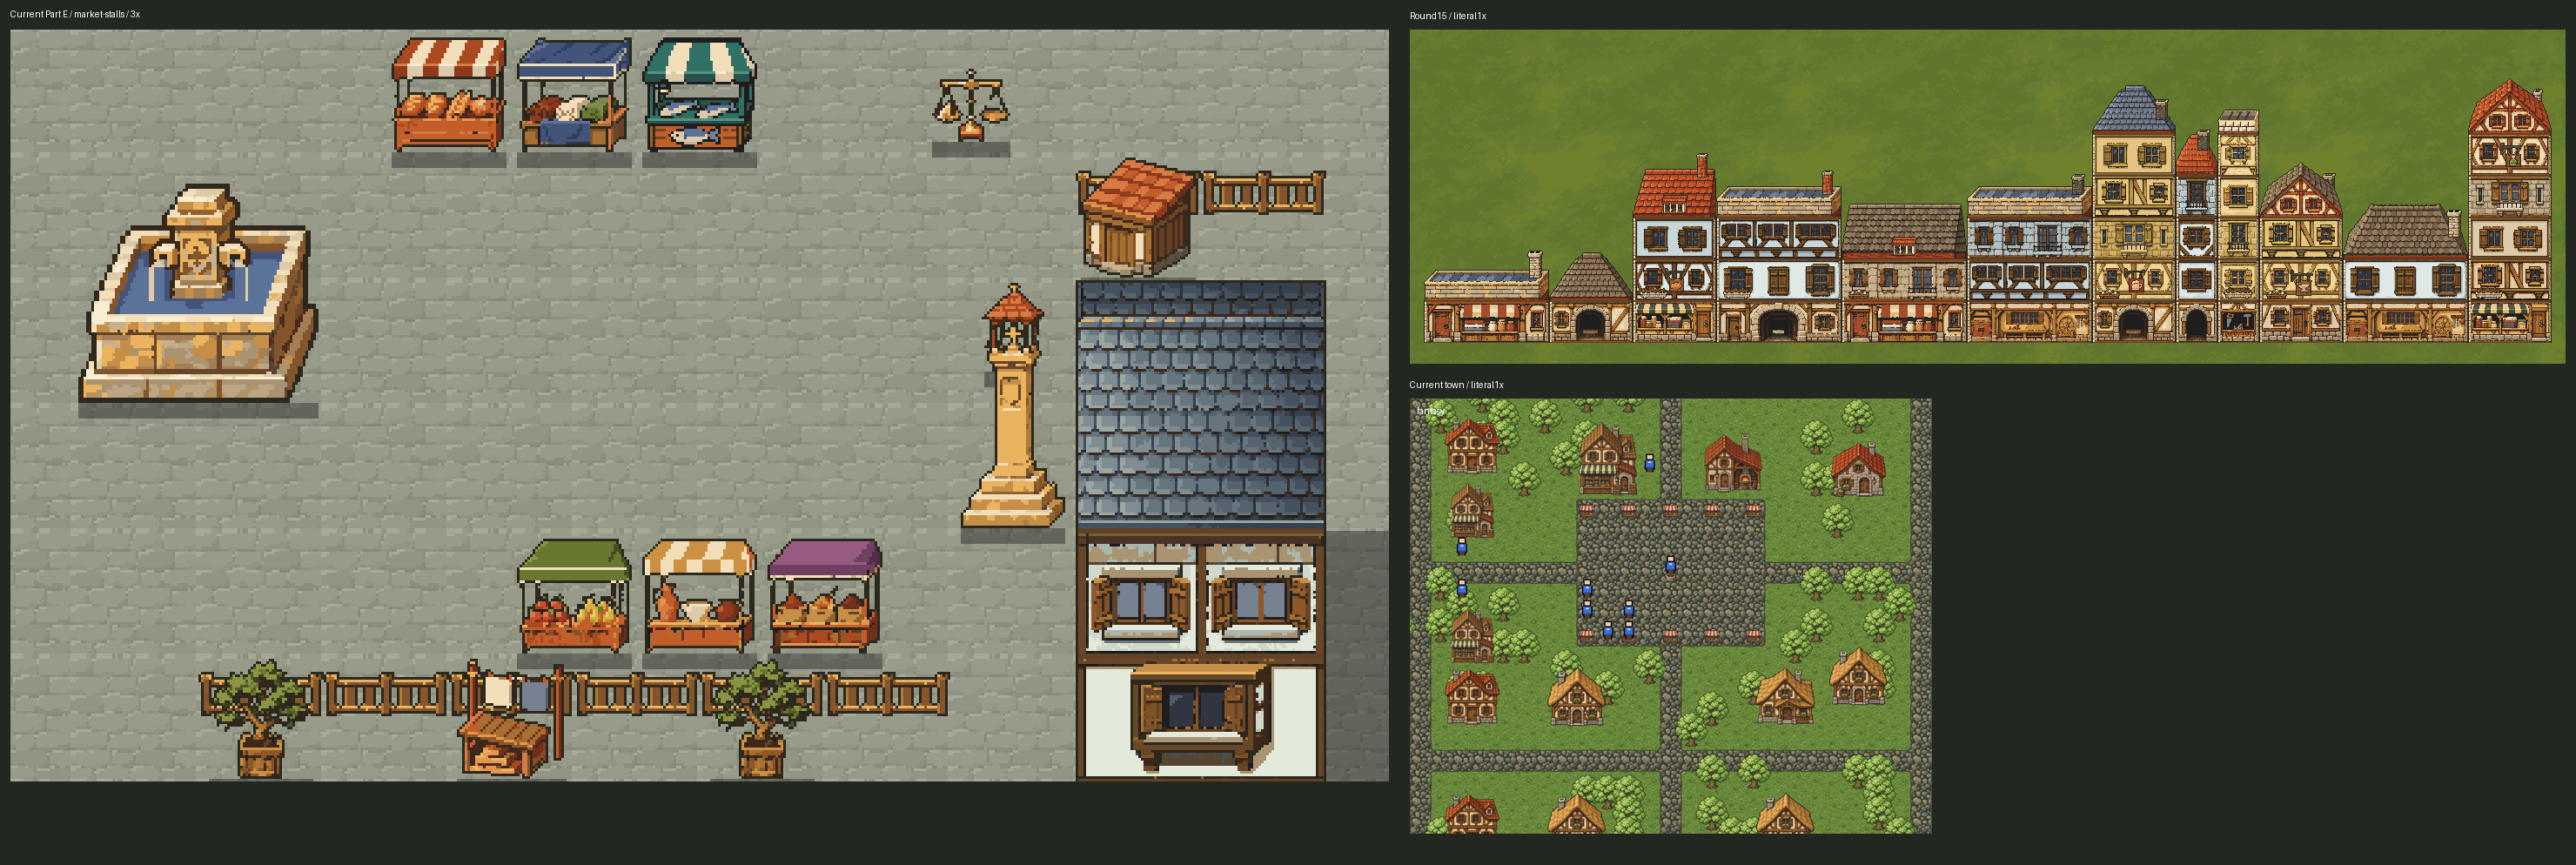 Current Part E / market-stalls / 3x
Round15 / literal1x
Current town / literal1x
fantasy